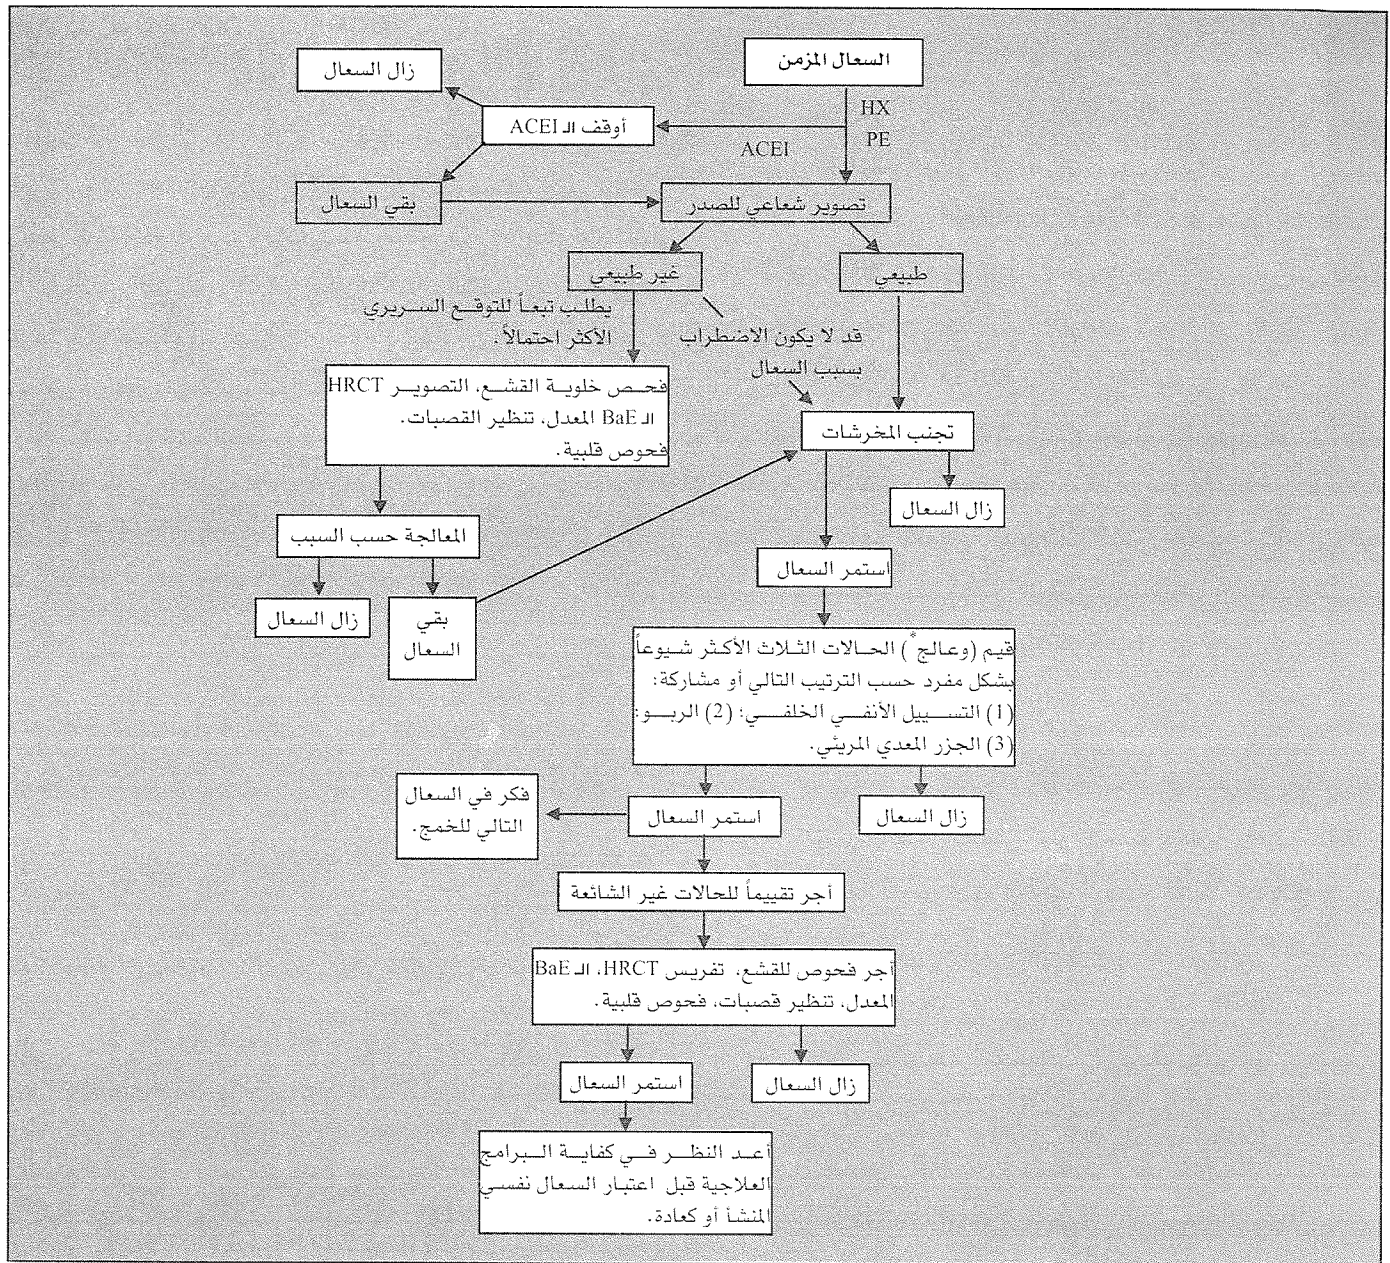 السعال المزمن
زال السعال
HX
PE
أوقف الـ ACEI
ACEI
بقي السعال
تصوير شعاعي للصدر
طبيعي
غير طبيعي
يطلب تبعاً للتوقع السريري
الأكثر احتمالاً.
قد لا يكون الاضطراب
بسبب السعال
فحص خلوية القشع، التصوير HRCT
الـ BaE المعدل، تنظير القصبات.
فحوص قلبية.
تجنب المخرشات
زال السعال
المعالجة حسب السبب
استمر السعال
زال السعال
بقي
السعال
قيم (وعالج*) الحالات الثلاث الأكثر شيوعاً
بشكل مفرد حسب الترتيب التالي أو مشاركة:
(1) التسييل الأنفي الخلفي؛ (2) الربو؛
(3) الجزر المعدي المريئي.
فكر في السعال
التالي للخمج.
استمر السعال
زال السعال
أجر تقييماً للحالات غير الشائعة
أجر فحوص للقشع، تفريس HRCT، الـ BaE
المعدل، تنظير قصبات، فحوص قلبية.
استمر السعال
زال السعال
أعد النظر في كفاية البرامج
العلاجية قبل اعتبار السعال نفسي
المنشأ أو كعادة.